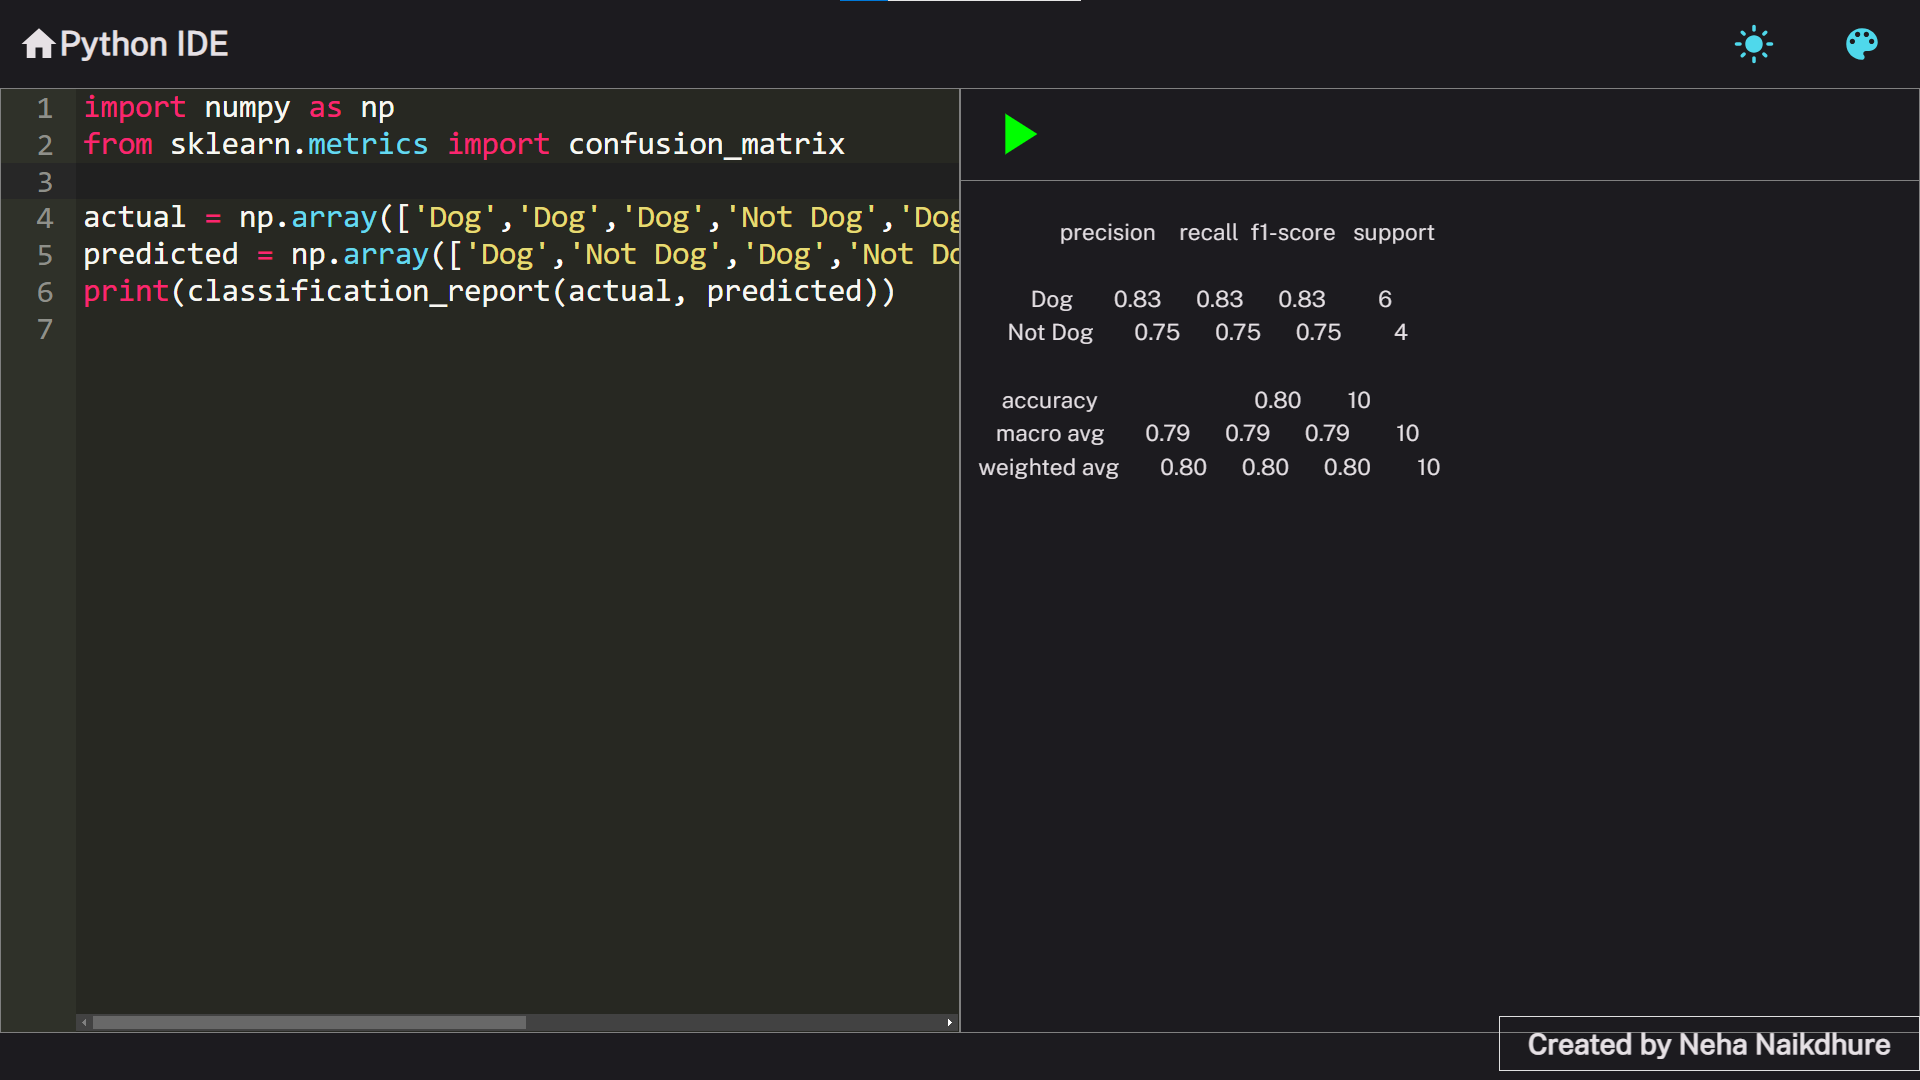 Python IDE
1 import numpy as np
2 from sklearn.metrics import confusion_matrix
3
4 actual = np.array(['Dog','Dog','Dog','Not Dog','Dog
5 predicted = np.array(['Dog','Not Dog','Dog','Not Do
6 print(classification_report(actual, predicted))
7
precision recall f1-score support
Dog 0.83 0.83 0.83 6
Not Dog 0.75 0.75 0.75 4
accuracy 0.80 10
macro avg 0.79 0.79 0.79 10
weighted avg 0.80 0.80 0.80 10
Created by Neha Naikdhure